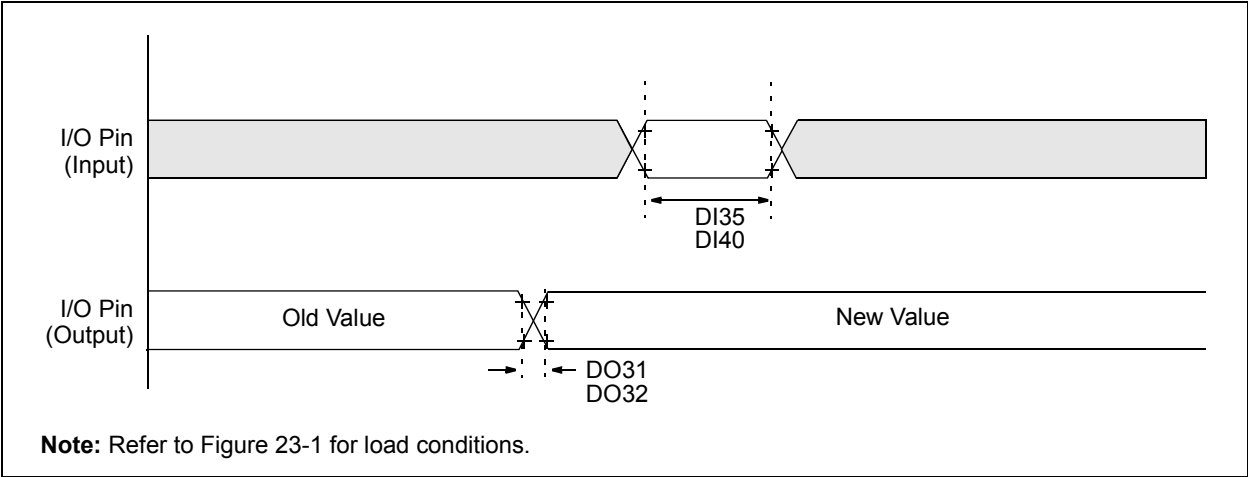 I/O Pin
(Input)
DI35
DI40
I/O Pin
(Output)
Old Value
New Value
DO31
DO32
Note: Refer to Figure 23-1 for load conditions.